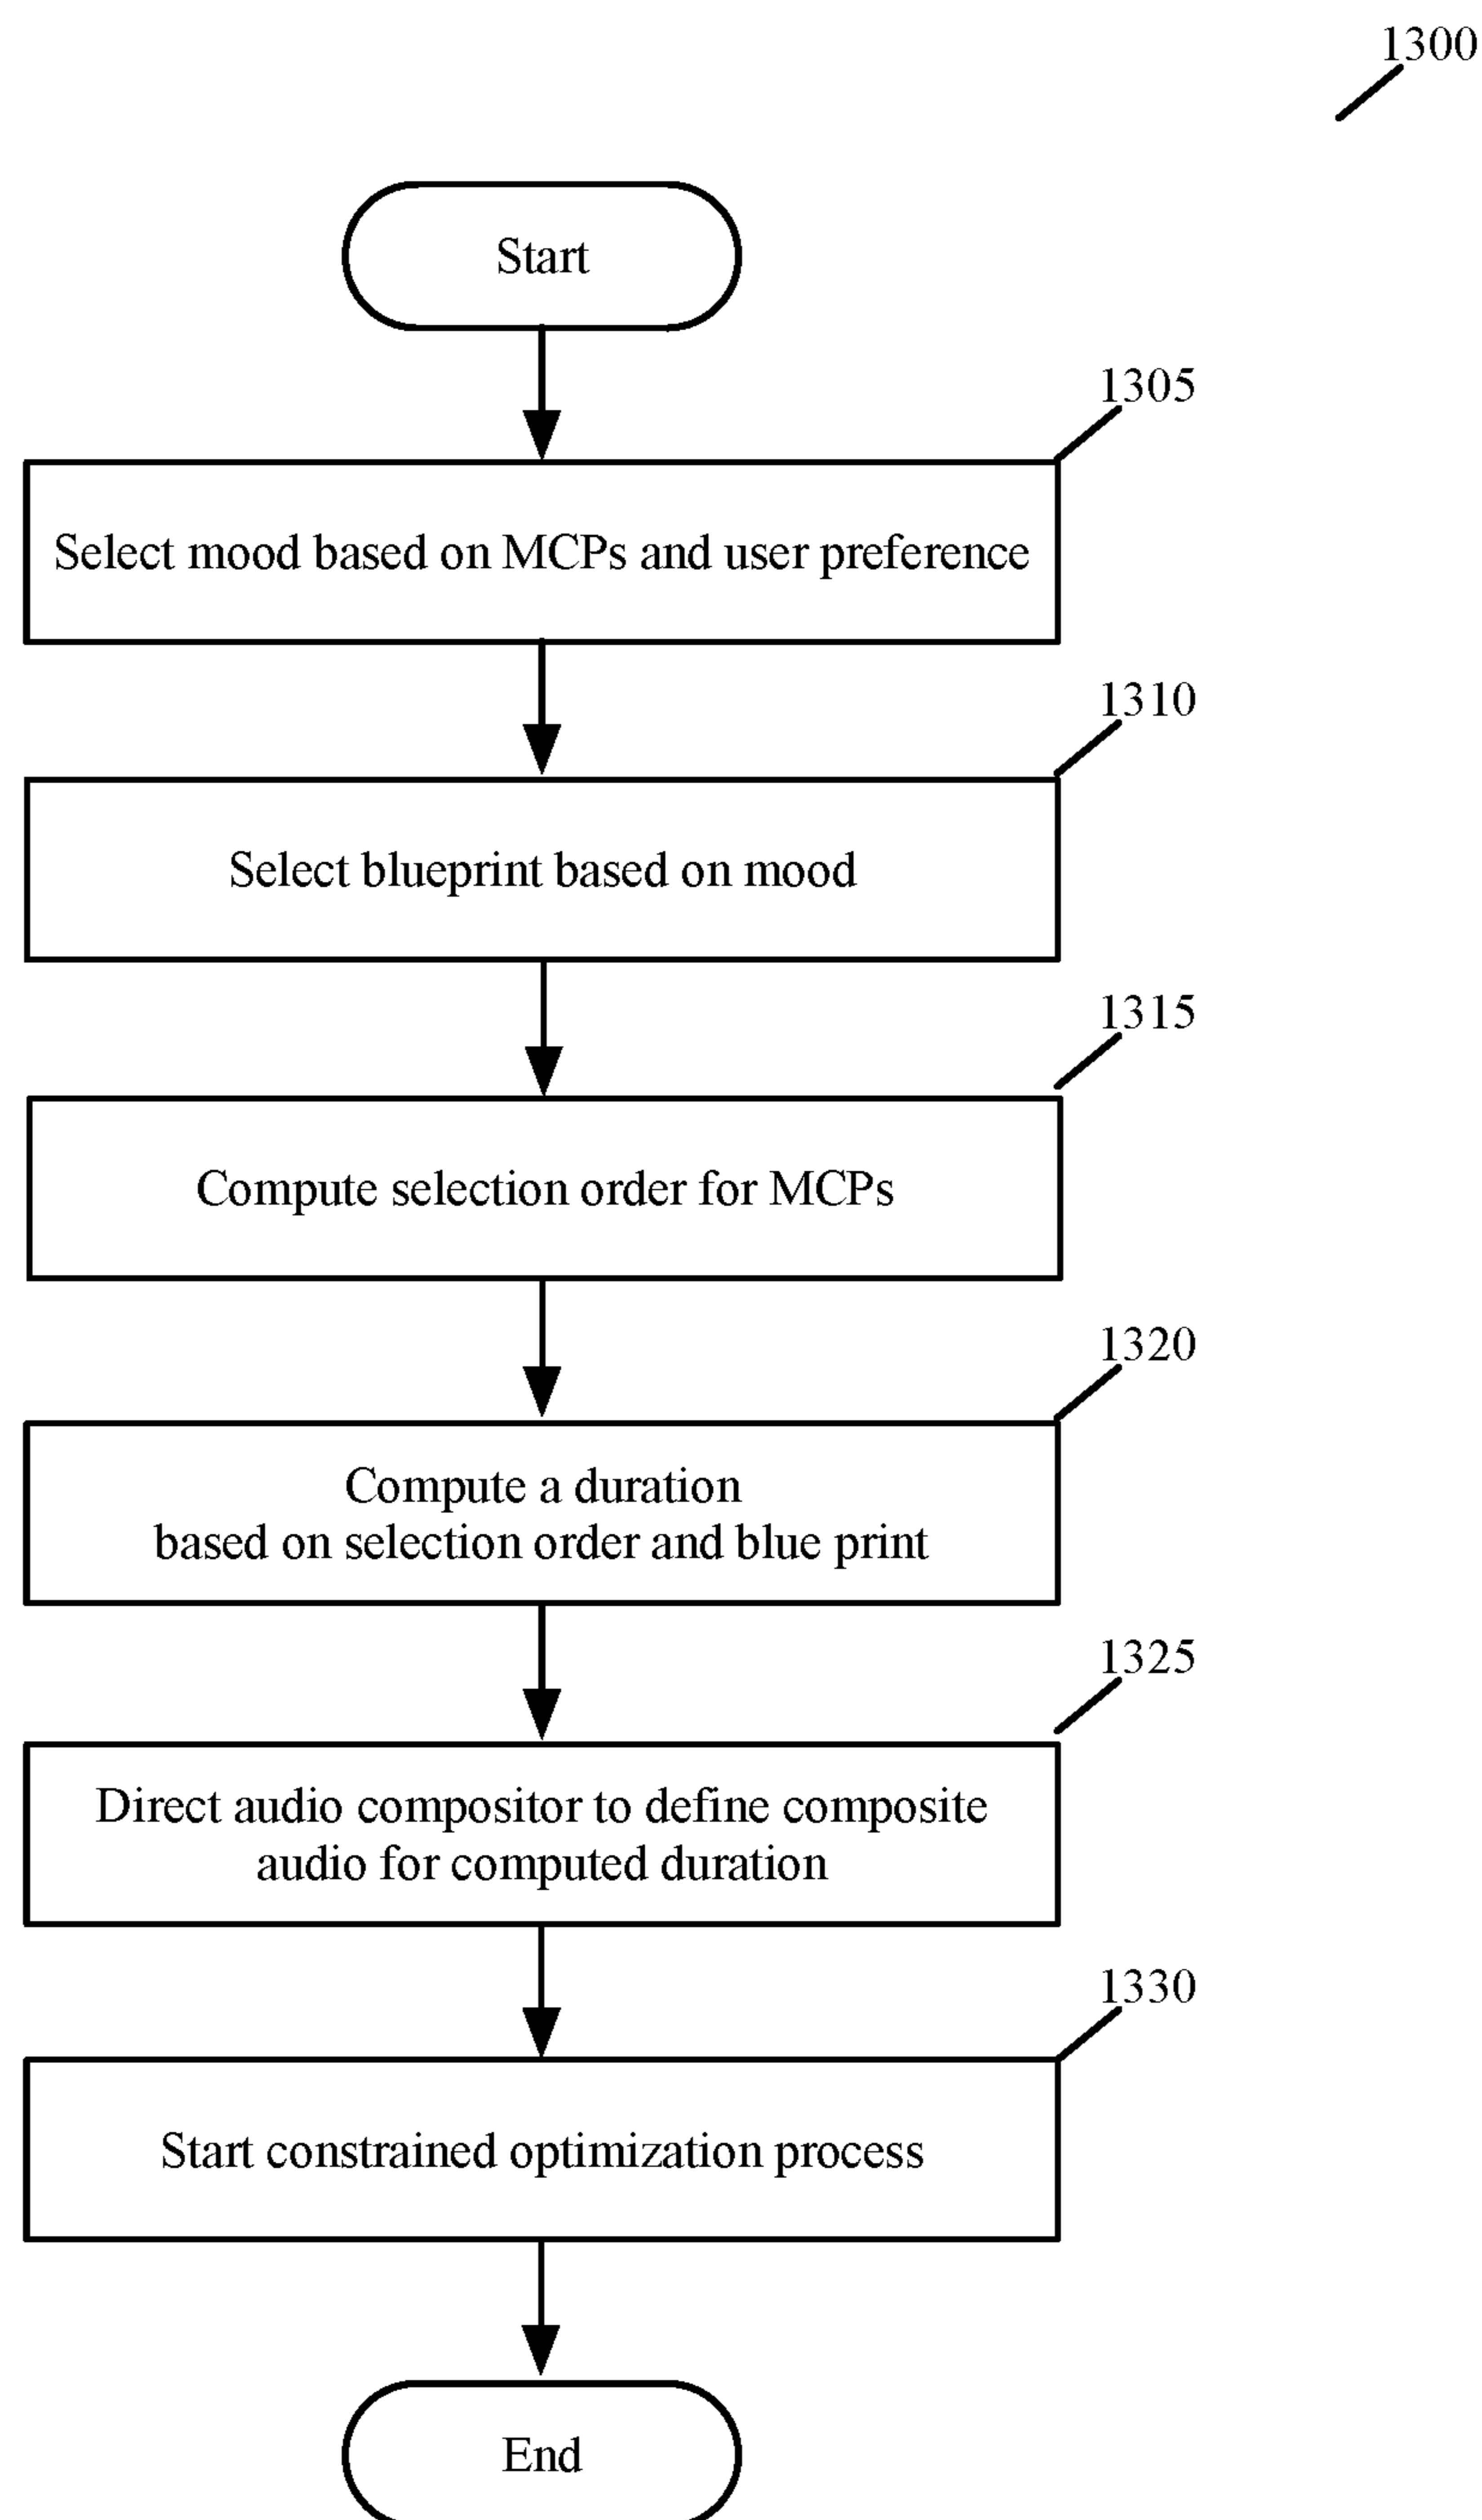 1300
Start
1305
Select mood based on MCPs and user preference
1310
Select blueprint based on mood
1315
Compute selection order for MCPs
1320
Compute a duration
based on selection order and blue print
1325
Direct audio compositor to define composite
audio for computed duration
1330
Start constrained optimization process
End